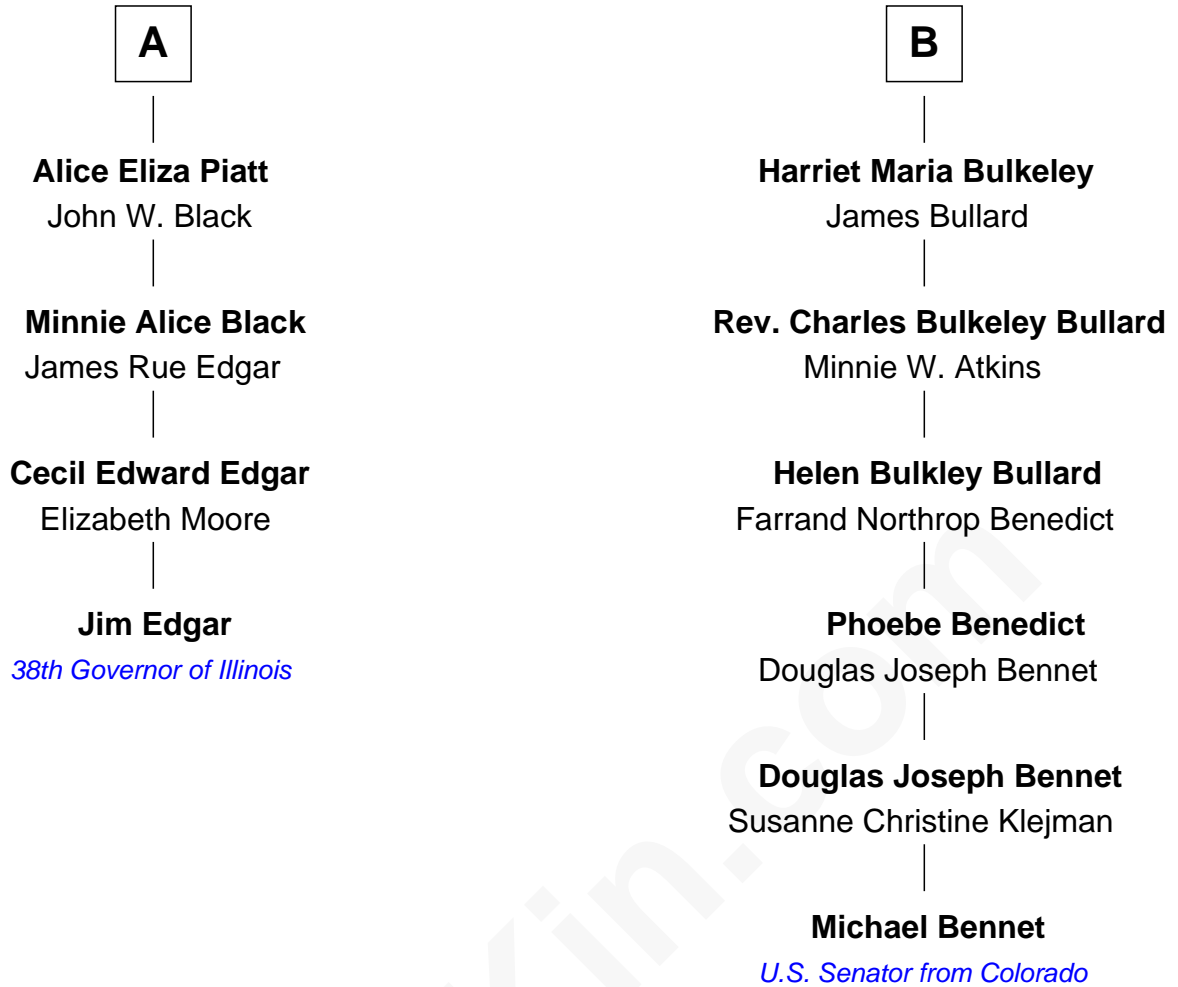 A
Alice Eliza Piatt
John W. Black
Minnie Alice Black
James Rue Edgar
Cecil Edward Edgar
Elizabeth Moore
Jim Edgar
38th Governor of Illinois
B
Harriet Maria Bulkeley
James Bullard
Rev. Charles Bulkeley Bullard
Minnie W. Atkins
Helen Bulkley Bullard
Farrand Northrop Benedict
Phoebe Benedict
Douglas Joseph Bennet
Douglas Joseph Bennet
Susanne Christine Klejman
Michael Bennet
U.S. Senator from Colorado